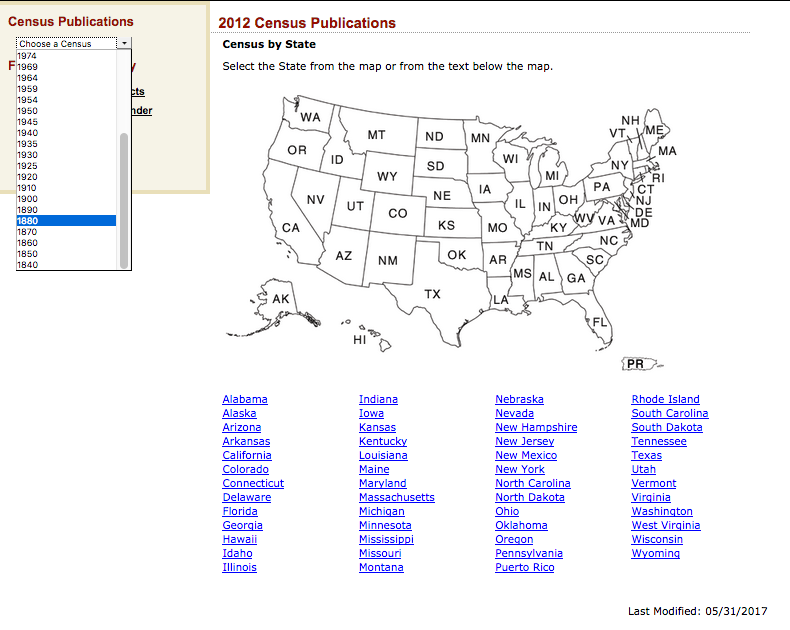 Census Publications
Choose a Census
1974
1969
1964
1959
1954
1950
1945
1940
1935
1930
1925
1920
1910
1900
1890
1880
1870
1860
1850
1840
2012 Census Publications
Census by State
Select the State from the map or from the text below the map.
WA
OR
ID
MT
ND
MN
WI
MI
NY
VT
NH
ME
MA
RI
CT
NJ
DE
MD
PA
WY
SD
NE
IA
IL
IN
OH
WV
VA
KY
NC
NV
UT
CO
KS
MO
TN
SC
CA
AZ
NM
OK
AR
MS
AL
GA
TX
LA
FL
AK
HI
PR
Alabama
Alaska
Arizona
Arkansas
California
Colorado
Connecticut
Delaware
Florida
Georgia
Hawaii
Idaho
Illinois
Indiana
Iowa
Kansas
Kentucky
Louisiana
Maine
Maryland
Massachusetts
Michigan
Minnesota
Mississippi
Missouri
Montana
Nebraska
Nevada
New Hampshire
New Jersey
New Mexico
New York
North Carolina
North Dakota
Ohio
Oklahoma
Oregon
Pennsylvania
Puerto Rico
Rhode Island
South Carolina
South Dakota
Tennessee
Texas
Utah
Vermont
Virginia
Washington
West Virginia
Wisconsin
Wyoming
Last Modified: 05/31/2017